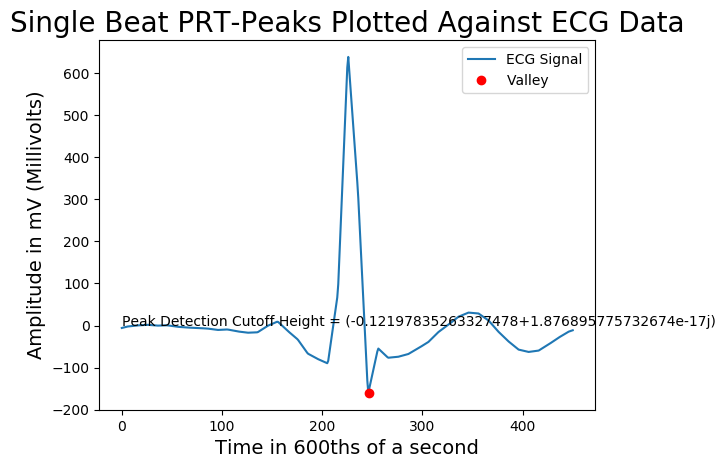 Single Beat PRT-Peaks Plotted Against ECG Data
ECG Signal
Valley
Amplitude in mV (Millivolts)
600
500
400
300
200
100
0
−100
−200
Peak Detection Cutoff Height = (-0.12197835263327478+1.876895775732674e-17j)
0 100 200 300 400
Time in 600ths of a second